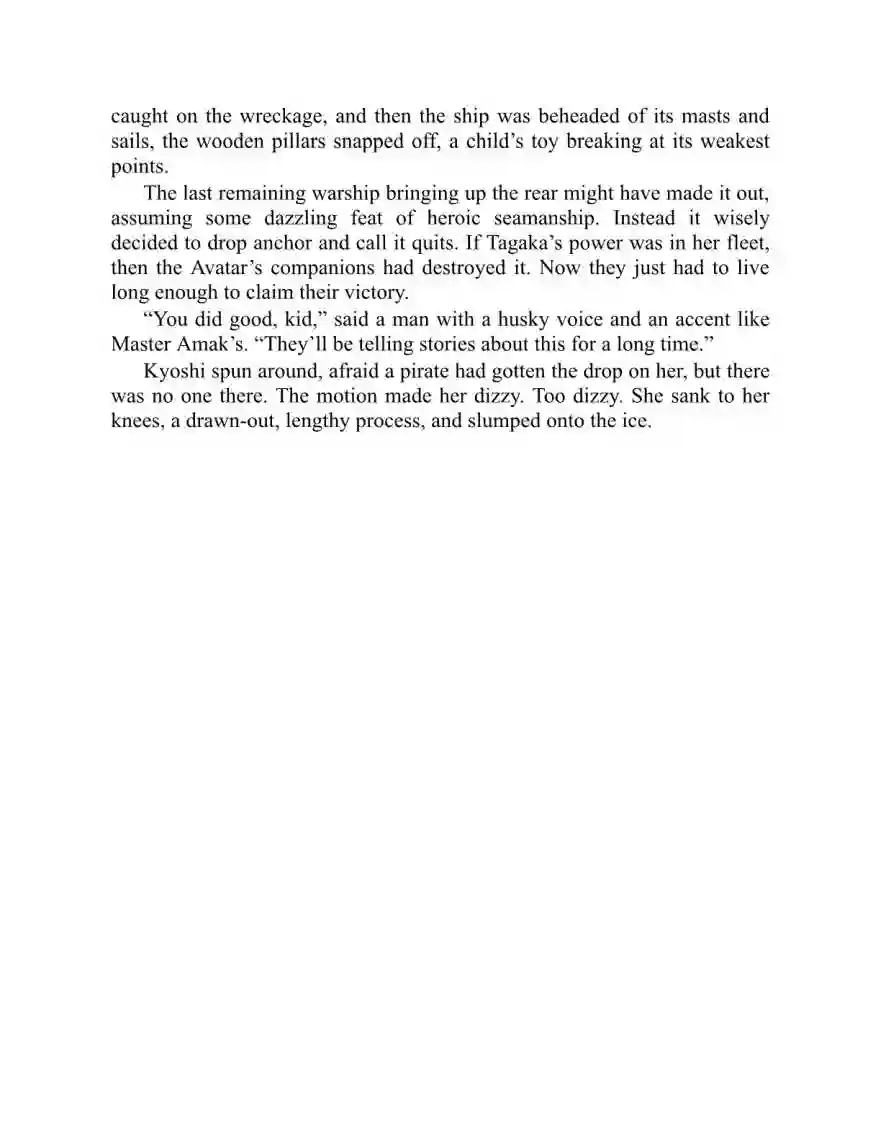 caught on the wreckage, and then the ship was beheaded of its masts and
sails, the wooden pillars snapped off, a child’s toy breaking at its weakest
points.
The last remaining warship bringing up the rear might have made it out,
assuming some dazzling feat of heroic seamanship. Instead it wisely
decided to drop anchor and call it quits. If Tagaka’s power was in her fleet,
then the Avatar’s companions had destroyed it. Now they just had to live
long enough to claim their victory.
“You did good, kid,” said a man with a husky voice and an accent like
Master Amak’s. “They’ll be telling stories about this for a long time.”
Kyoshi spun around, afraid a pirate had gotten the drop on her, but there
was no one there. The motion made her dizzy. Too dizzy. She sank to her
knees, a drawn-out, lengthy process, and slumped onto the ice.